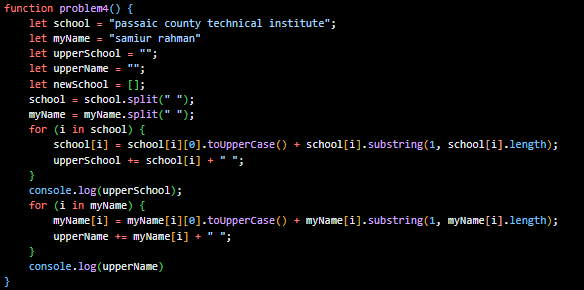 function problem4() {
    let school = "passaic county technical institute";
    let myName = "samiur rahman"
    let upperSchool = "";
    let upperName = "";
    let newSchool = [];
    school = school.split(" ");
    myName = myName.split(" ");
    for (i in school) {
        school[i] = school[i][0].toUpperCase() + school[i].substring(1, school[i].length);
        upperSchool += school[i] + " ";
    }
    console.log(upperSchool);
    for (i in myName) {
        myName[i] = myName[i][0].toUpperCase() + myName[i].substring(1, myName[i].length);
        upperName += myName[i] + " ";
    }
    console.log(upperName)
}